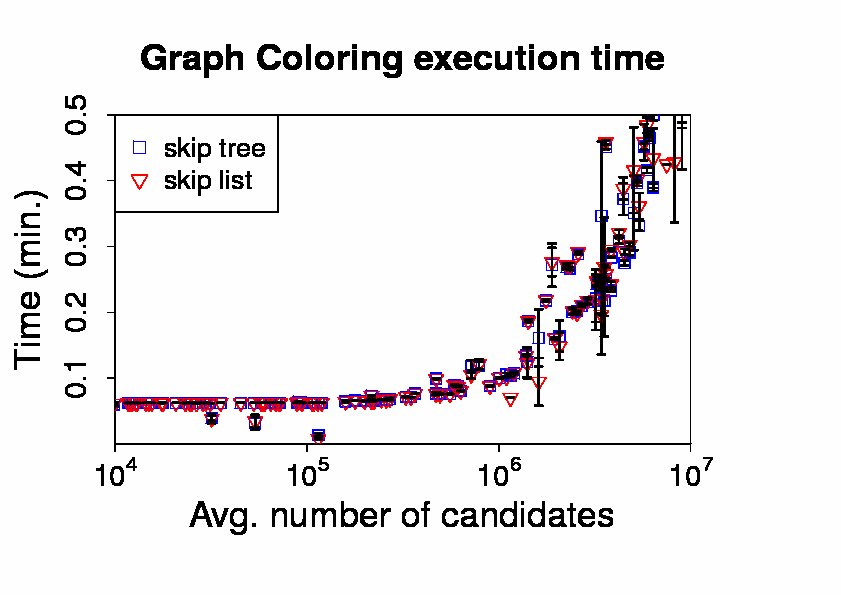 Graph Coloring execution time
skip tree
skip list
Time (min.)
0.5
0.4
0.3
0.2
0.1
10^4 10^5 10^6 10^7
Avg. number of candidates